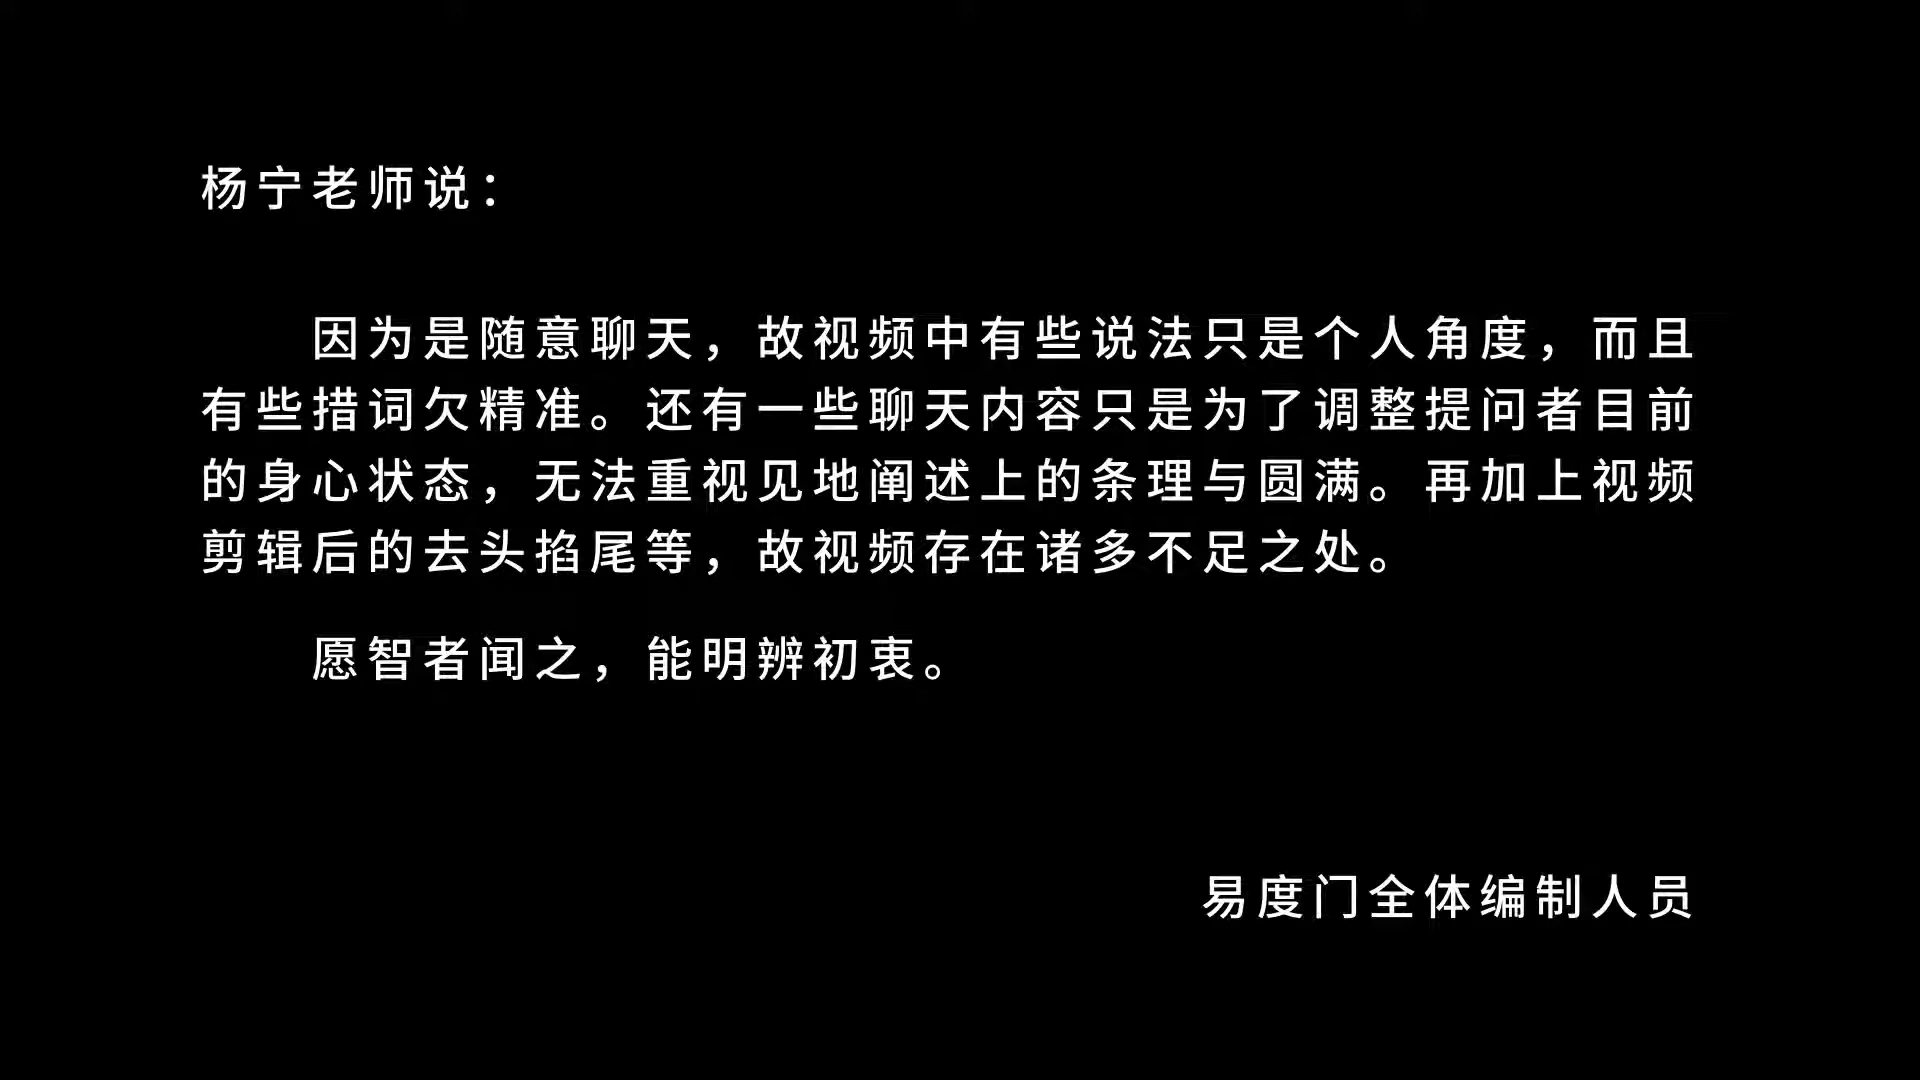 杨宁老师说：
因为是随意聊天，故视频中有些说法只是个人角度，而且
有些措词欠精准。还有一些聊天内容只是为了调整提问者目前
的身心状态，无法重视见地阐述上的条理与圆满。再加上视频
剪辑后的去头掐尾等，故视频存在诸多不足之处。
愿智者闻之，能明辨初衷。
易度门全体编制人员